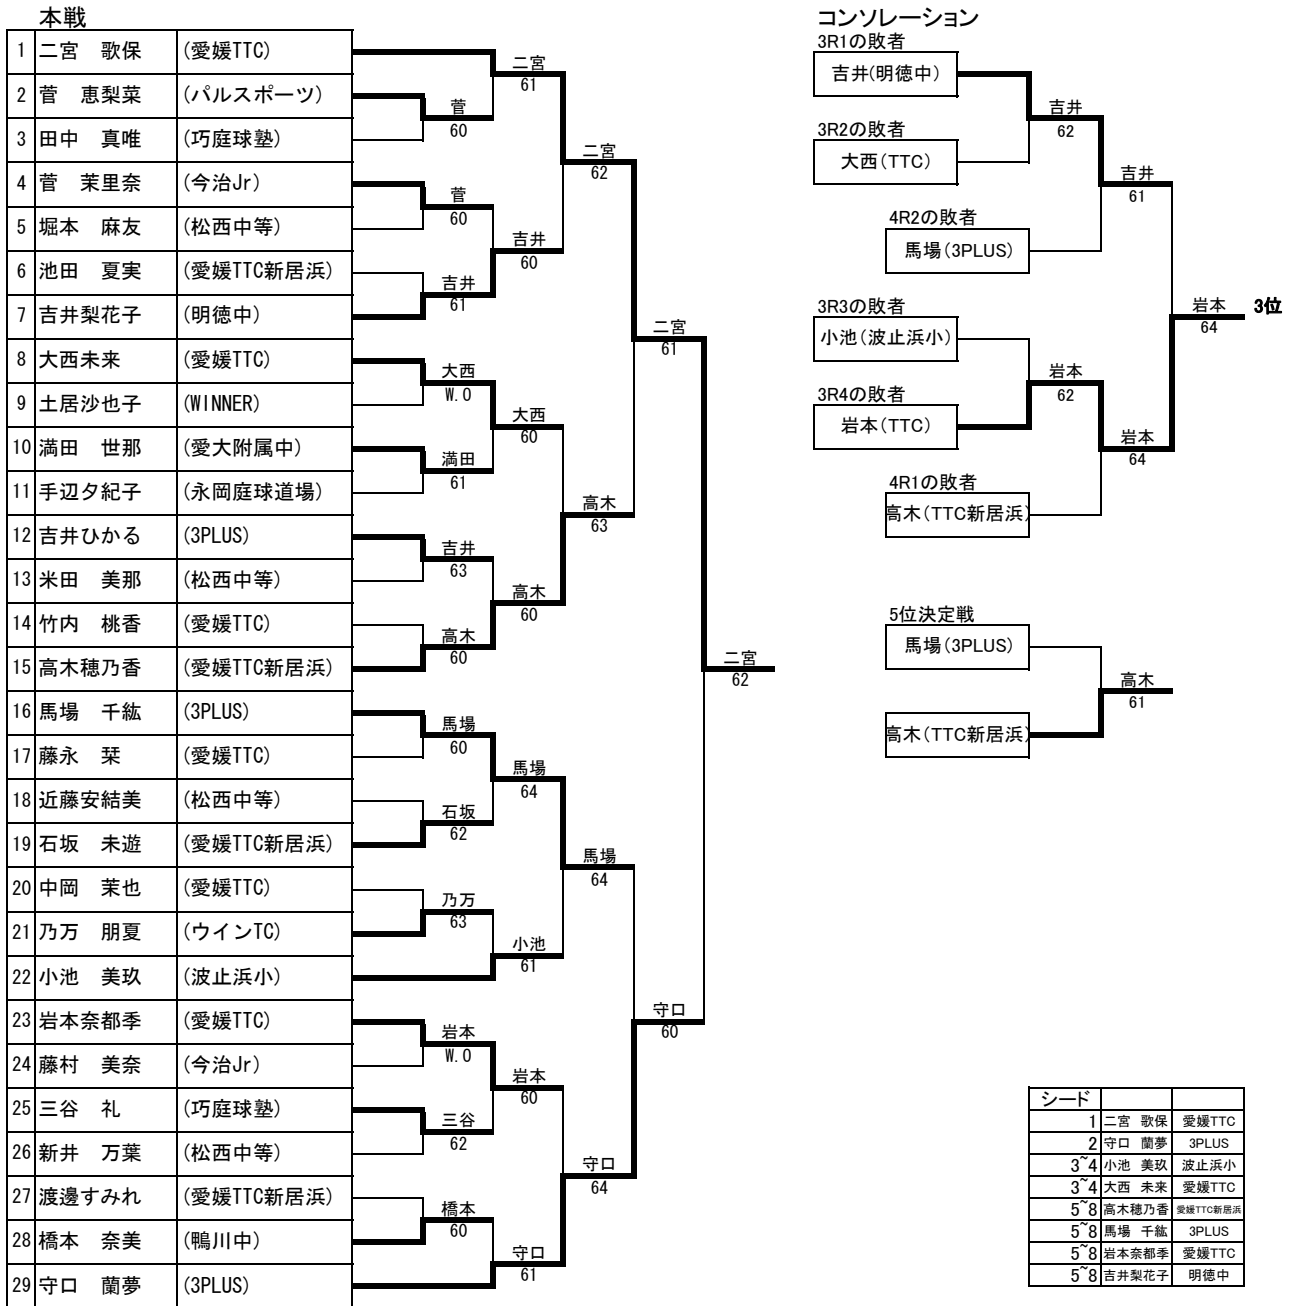 本戦
1 二宮 歌保 (愛媛TTC)
2 菅 恵梨菜 (パルスポーツ)
3 田中 真唯 (巧庭球塾)
4 菅 茉里奈 (今治Jr)
5 堀本 麻友 (松西中等)
6 池田 夏実 (愛媛TTC新居浜)
7 吉井梨花子 (明徳中)
8 大西未来 (愛媛TTC)
9 土居沙也子 (WINNER)
10 満田 世那 (愛大附属中)
11 手辺夕紀子 (永岡庭球道場)
12 吉井ひかる (3PLUS)
13 米田 美那 (松西中等)
14 竹内 桃香 (愛媛TTC)
15 高木穂乃香 (愛媛TTC新居浜)
16 馬場 千紘 (3PLUS)
17 藤永 栞 (愛媛TTC)
18 近藤安結美 (松西中等)
19 石坂 未遊 (愛媛TTC新居浜)
20 中岡 茉也 (愛媛TTC)
21 乃万 朋夏 (ウインTC)
22 小池 美玖 (波止浜小)
23 岩本奈都季 (愛媛TTC)
24 藤村 美奈 (今治Jr)
25 三谷 礼 (巧庭球塾)
26 新井 万葉 (松西中等)
27 渡邊すみれ (愛媛TTC新居浜)
28 橋本 奈美 (鴨川中)
29 守口 蘭夢 (3PLUS)
菅
60
菅
60
吉井
61
大西
W.O
満田
61
吉井
63
高木
60
馬場
60
石坂
62
乃万
63
岩本
W.O
三谷
62
橋本
60
二宮
61
吉井
60
大西
60
高木
60
馬場
64
小池
61
岩本
60
守口
61
二宮
62
高木
63
馬場
64
守口
64
二宮
61
守口
60
二宮
62
コンソレーション
3R1の敗者
吉井(明徳中)
3R2の敗者
大西(TTC)
4R2の敗者
馬場(3PLUS)
3R3の敗者
小池(波止浜小)
3R4の敗者
岩本(TTC)
4R1の敗者
高木(TTC新居浜)
吉井
62
岩本
62
吉井
61
岩本
64
岩本
64
3位
5位決定戦
馬場(3PLUS)
高木(TTC新居浜)
高木
61
シード
1 二宮 歌保 愛媛TTC
2 守口 蘭夢 3PLUS
3~4 小池 美玖 波止浜小
3~4 大西 未来 愛媛TTC
5~8 高木穂乃香 愛媛TTC新居浜
5~8 馬場 千紘 3PLUS
5~8 岩本奈都季 愛媛TTC
5~8 吉井梨花子 明徳中